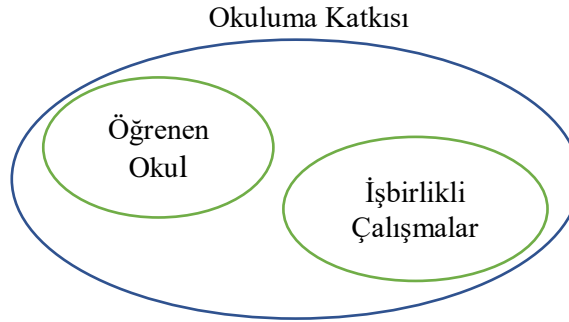 Okuluma Katkısı
Öğrenen
Okul
İşbirlikli
Çalışmalar